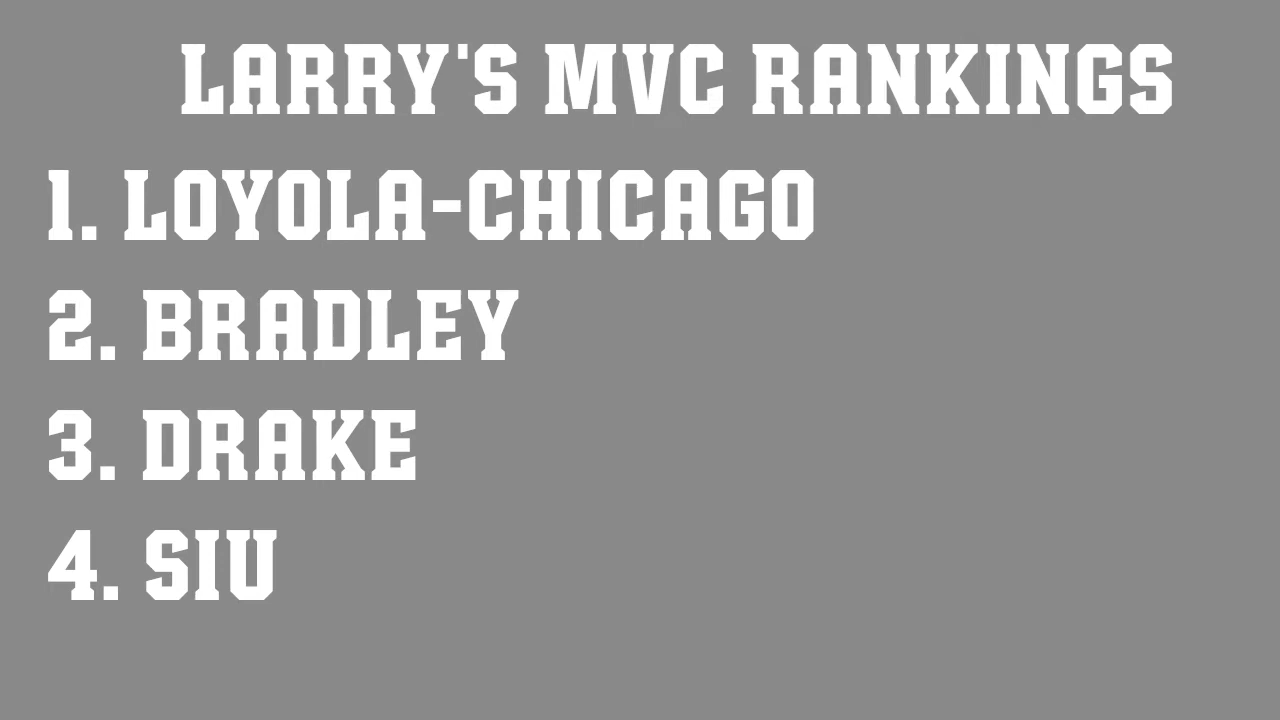 LARRY'S MVC RANKINGS
1. LOYOLA-CHICAGO
2. BRADLEY
3. DRAKE
4. SIU